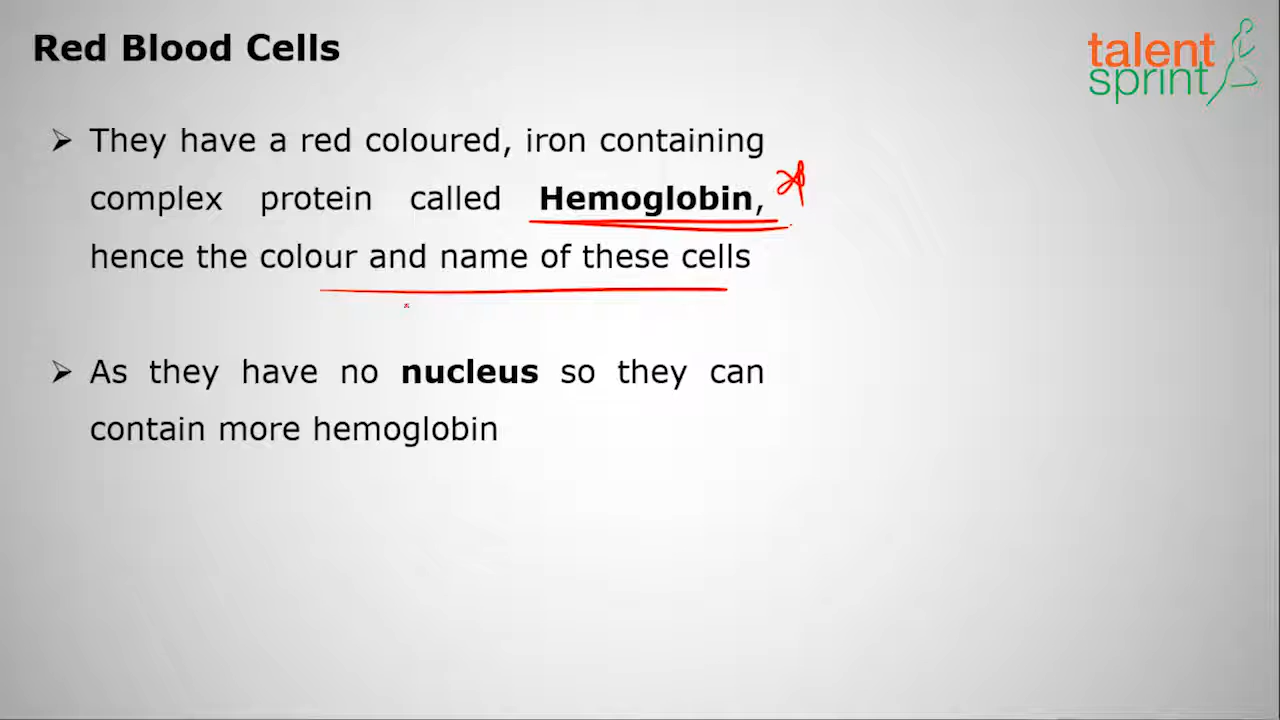 Red Blood Cells
talent
sprint
➢ They have a red coloured, iron containing
complex protein called Hemoglobin,
hence the colour and name of these cells
➢ As they have no nucleus so they can
contain more hemoglobin